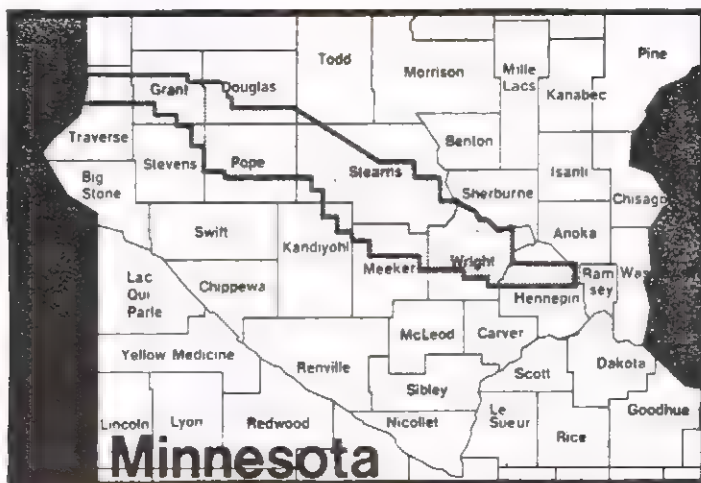 Todd
Morrison
Mille
Lacs
Pine
Kanabec
Grant
Douglas
Traverse
Stevens
Pope
Stearns
Benton
Isanti
Big
Stone
Sherburne
Chisago
Swift
Kandiyohi
Meeker
Wright
Anoka
Ram
sey
Was
Hennepin
Lac
Qui
Parle
Chippewa
McLeod
Carver
Yellow Medicine
Renville
Scott
Dakota
Sibley
Goodhue
Lincoln
Lyon
Redwood
Nicollet
Le
Sueur
Rice
Minnesota